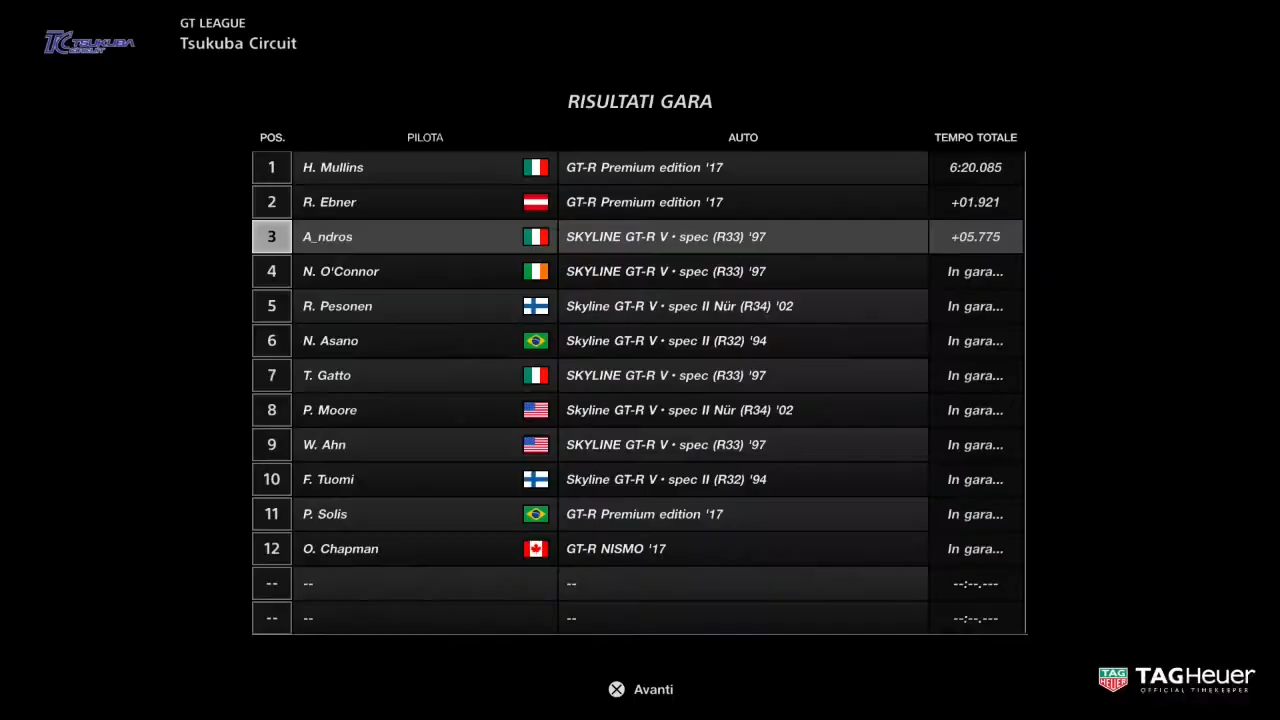 GT LEAGUE
TC TSUKUBA CIRCUIT
Tsukuba Circuit
RISULTATI GARA
POS. PILOTA AUTO TEMPO TOTALE
1 H. Mullins GT-R Premium edition '17 6:20.085
2 R. Ebner GT-R Premium edition '17 +01.921
3 A_ndros SKYLINE GT-R V • spec (R33) '97 +05.775
4 N. O'Connor SKYLINE GT-R V • spec (R33) '97 In gara...
5 R. Pesonen Skyline GT-R V • spec II Nür (R34) '02 In gara...
6 N. Asano Skyline GT-R V • spec II (R32) '94 In gara...
7 T. Gatto SKYLINE GT-R V • spec (R33) '97 In gara...
8 P. Moore Skyline GT-R V • spec II Nür (R34) '02 In gara...
9 W. Ahn SKYLINE GT-R V • spec (R33) '97 In gara...
10 F. Tuomi Skyline GT-R V • spec II (R32) '94 In gara...
11 P. Solis GT-R Premium edition '17 In gara...
12 O. Chapman GT-R NISMO '17 In gara...
-- -- -- --:--.---
-- -- -- --:--.---
Avanti
TAG HEUER TAGHeuer
OFFICIAL TIMEKEEPER